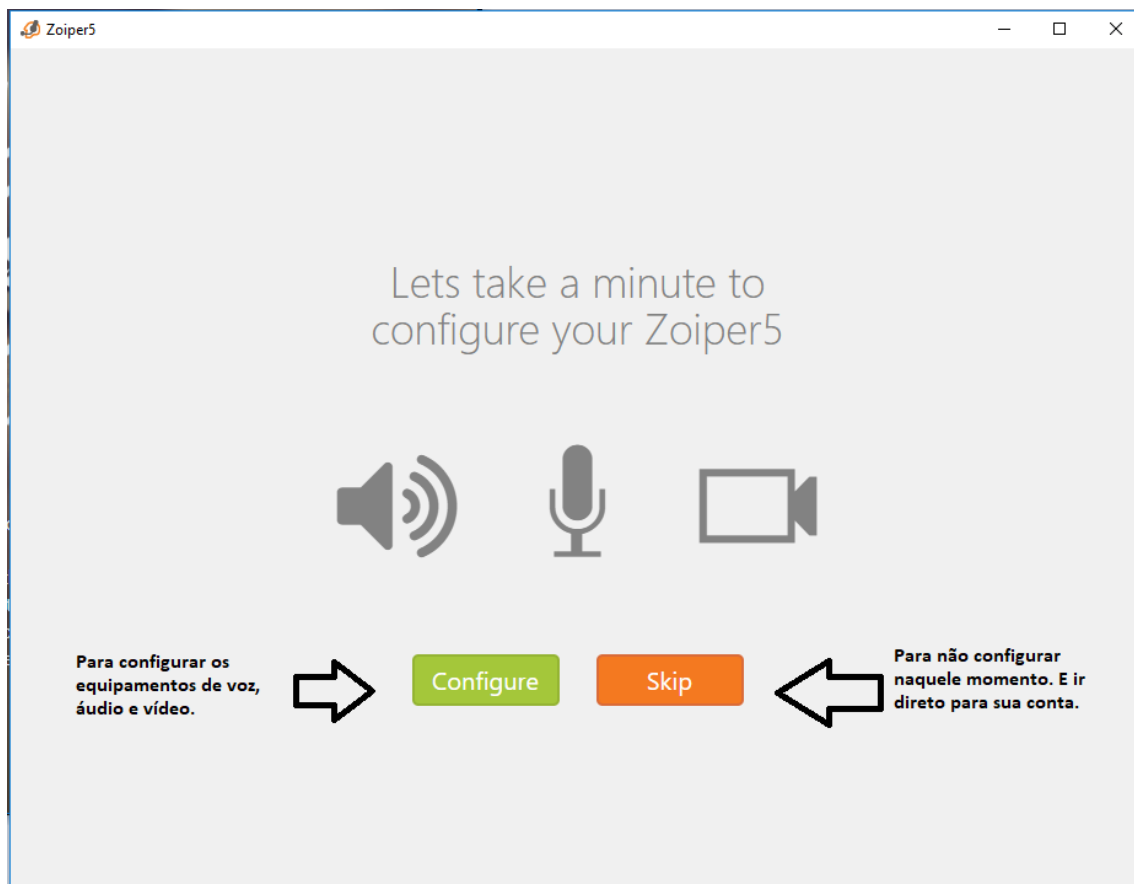 Zoiper5
Lets take a minute to
configure your Zoiper5
Para configurar os
equipamentos de voz,
áudio e vídeo.
Configure
Skip
Para não configurar
naquele momento. E ir
direto para sua conta.